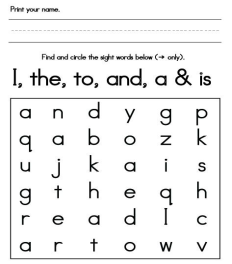 Print your name.
Find and circle the sight words below (→ only).
I, the, to, and, a & is
a n d y g p
q a b o z k
u j k a i s
g t h e q h
r e a d I c
a r t o w v